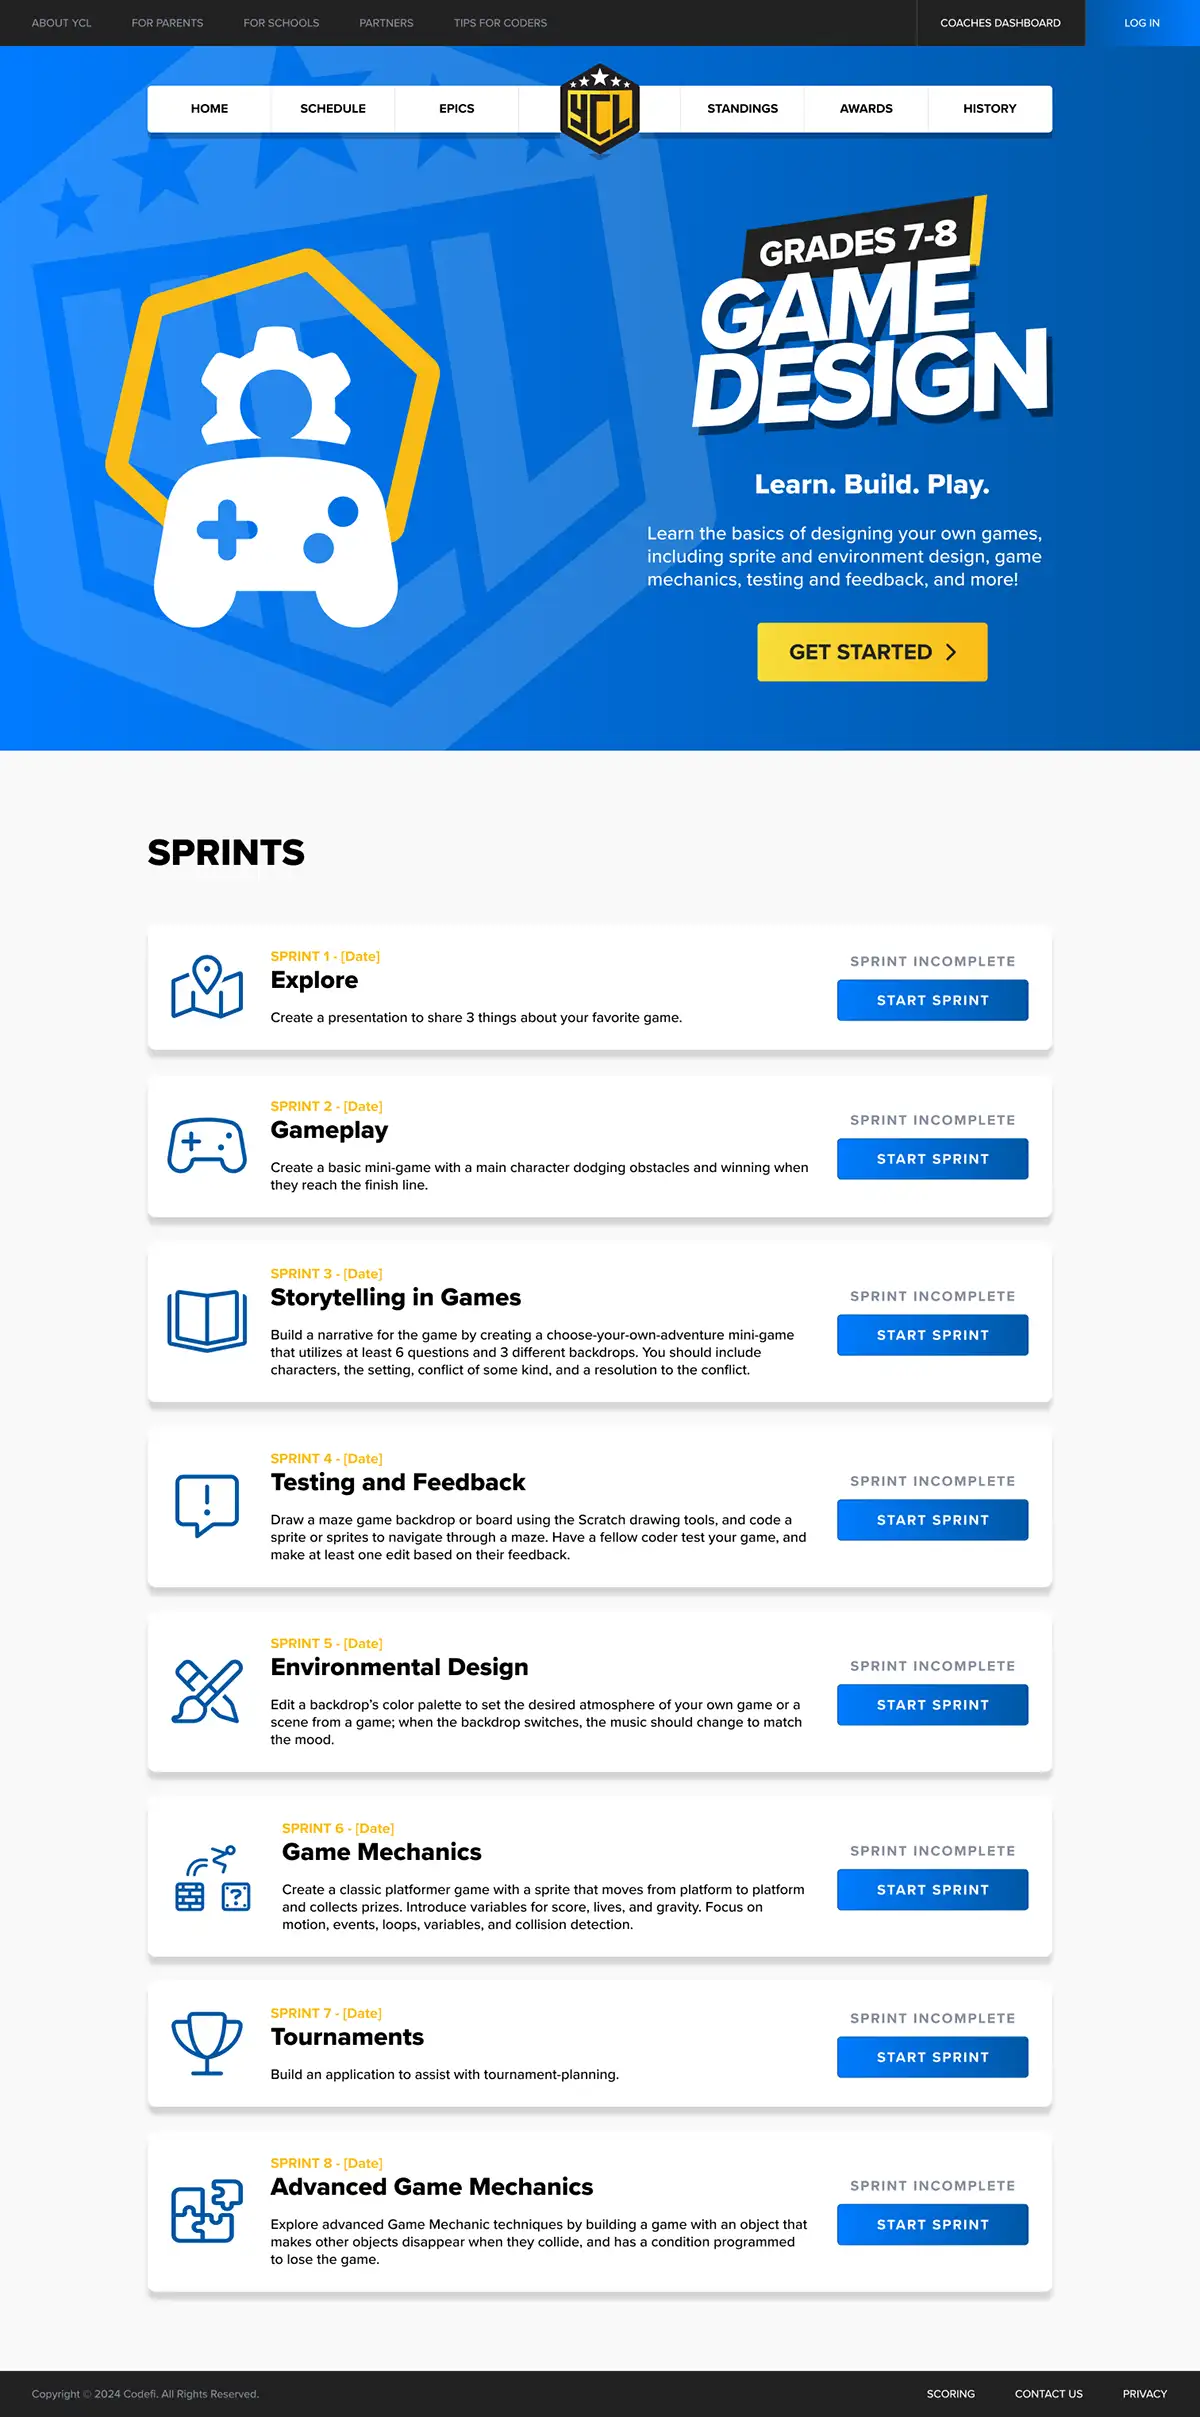 ABOUT YCL FOR PARENTS FOR SCHOOLS PARTNERS TIPS FOR CODERS COACHES DASHBOARD LOG IN
HOME SCHEDULE EPICS YCL STANDINGS AWARDS HISTORY
YCL
GRADES 7-8
GAME
DESIGN
Learn. Build. Play.
Learn the basics of designing your own games,
including sprite and environment design, game
mechanics, testing and feedback, and more!
GET STARTED
SPRINTS
SPRINT 1 - [Date]
Explore
Create a presentation to share 3 things about your favorite game.
SPRINT INCOMPLETE
START SPRINT
SPRINT 2 - [Date]
Gameplay
Create a basic mini-game with a main character dodging obstacles and winning when
they reach the finish line.
SPRINT INCOMPLETE
START SPRINT
SPRINT 3 - [Date]
Storytelling in Games
Build a narrative for the game by creating a choose-your-own-adventure mini-game
that utilizes at least 6 questions and 3 different backdrops. You should include
characters, the setting, conflict of some kind, and a resolution to the conflict.
SPRINT INCOMPLETE
START SPRINT
SPRINT 4 - [Date]
Testing and Feedback
Draw a maze game backdrop or board using the Scratch drawing tools, and code a
sprite or sprites to navigate through a maze. Have a fellow coder test your game, and
make at least one edit based on their feedback.
SPRINT INCOMPLETE
START SPRINT
SPRINT 5 - [Date]
Environmental Design
Edit a backdrop’s color palette to set the desired atmosphere of your own game or a
scene from a game; when the backdrop switches, the music should change to match
the mood.
SPRINT INCOMPLETE
START SPRINT
SPRINT 6 - [Date]
Game Mechanics
Create a classic platformer game with a sprite that moves from platform to platform
and collects prizes. Introduce variables for score, lives, and gravity. Focus on
motion, events, loops, variables, and collision detection.
SPRINT INCOMPLETE
START SPRINT
SPRINT 7 - [Date]
Tournaments
Build an application to assist with tournament-planning.
SPRINT INCOMPLETE
START SPRINT
SPRINT 8 - [Date]
Advanced Game Mechanics
Explore advanced Game Mechanic techniques by building a game with an object that
makes other objects disappear when they collide, and has a condition programmed
to lose the game.
SPRINT INCOMPLETE
START SPRINT
Copyright © 2024 Codefi. All Rights Reserved. SCORING CONTACT US PRIVACY